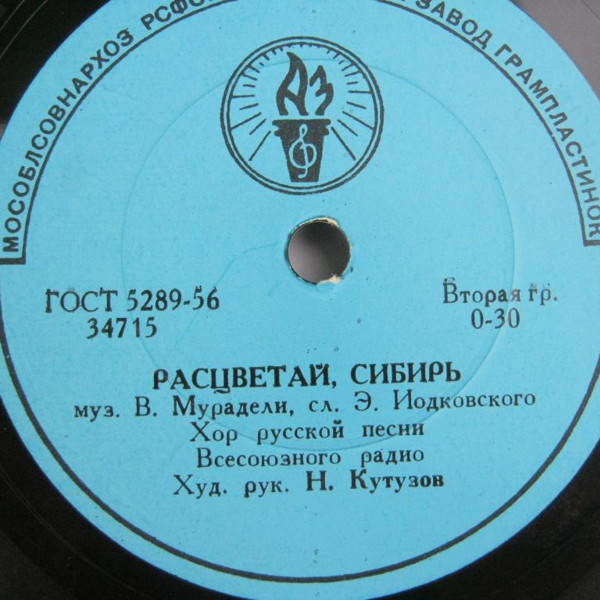 МОСОБЛСОВНАРХОЗ
ЗАВОД ГРАМПЛАСТИНОК
АЗ
ГОСТ 5289-56
34715
Вторая гр.
0-30
РАСЦВЕТАЙ, СИБИРЬ
муз. В. Мурадели, сл. Э. Иодковского
Хор русской песни
Всесоюзного радио
Худ. рук. Н. Кутузов